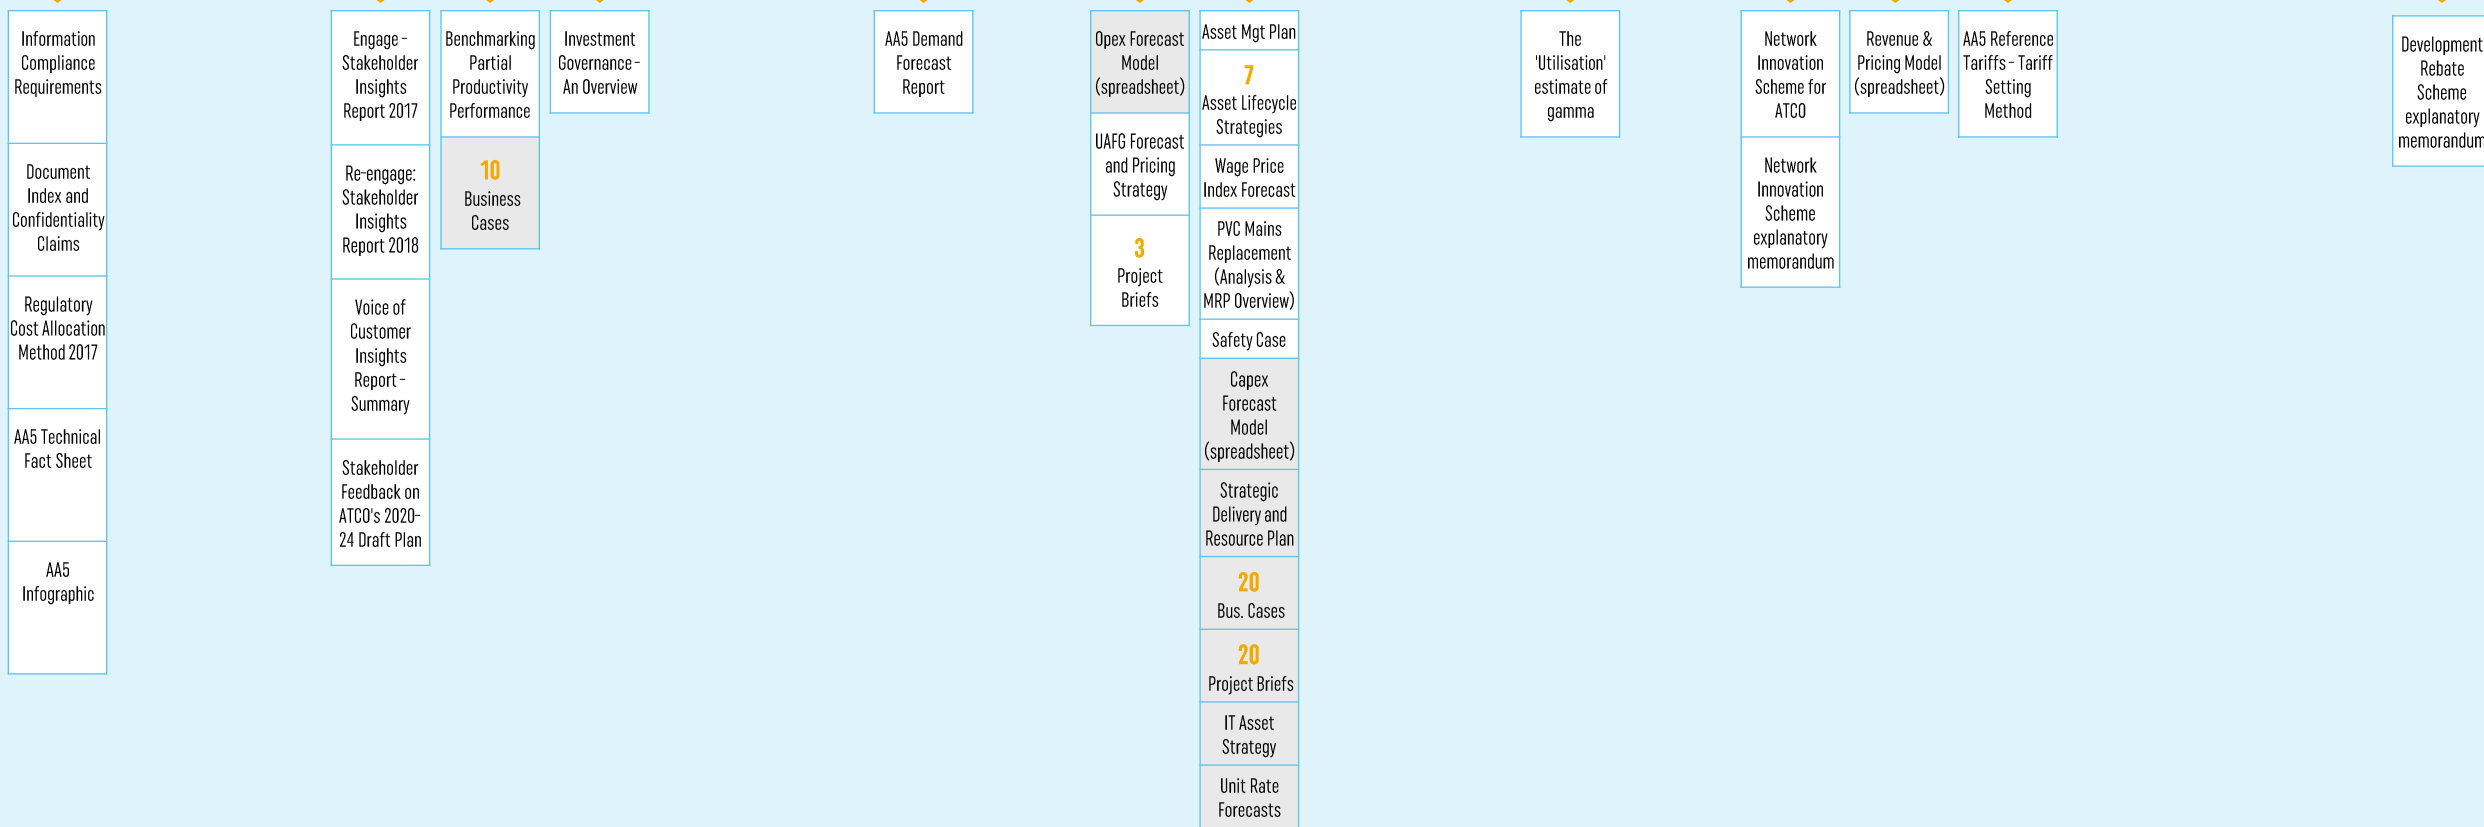 Information
Compliance
Requirements
Document
Index and
Confidentiality
Claims
Regulatory
Cost Allocation
Method 2017
AA5 Technical
Fact Sheet
AA5
Infographic
Engage -
Stakeholder
Insights
Report 2017
Re-engage:
Stakeholder
Insights
Report 2018
Voice of
Customer
Insights
Report -
Summary
Stakeholder
Feedback on
ATCO's 2020-
24 Draft Plan
Benchmarking
Partial
Productivity
Performance
10
Business
Cases
Investment
Governance -
An Overview
AA5 Demand
Forecast
Report
Opex Forecast
Model
(spreadsheet)
UAFG Forecast
and Pricing
Strategy
3
Project
Briefs
Asset Mgt Plan
7
Asset Lifecycle
Strategies
Wage Price
Index Forecast
PVC Mains
Replacement
(Analysis &
MRP Overview)
Safety Case
Capex
Forecast
Model
(spreadsheet)
Strategic
Delivery and
Resource Plan
20
Bus. Cases
20
Project Briefs
IT Asset
Strategy
Unit Rate
Forecasts
The
'Utilisation'
estimate of
gamma
Network
Innovation
Scheme for
ATCO
Network
Innovation
Scheme
explanatory
memorandum
Revenue &
Pricing Model
(spreadsheet)
AA5 Reference
Tariffs - Tariff
Setting
Method
Development
Rebate
Scheme
explanatory
memorandum